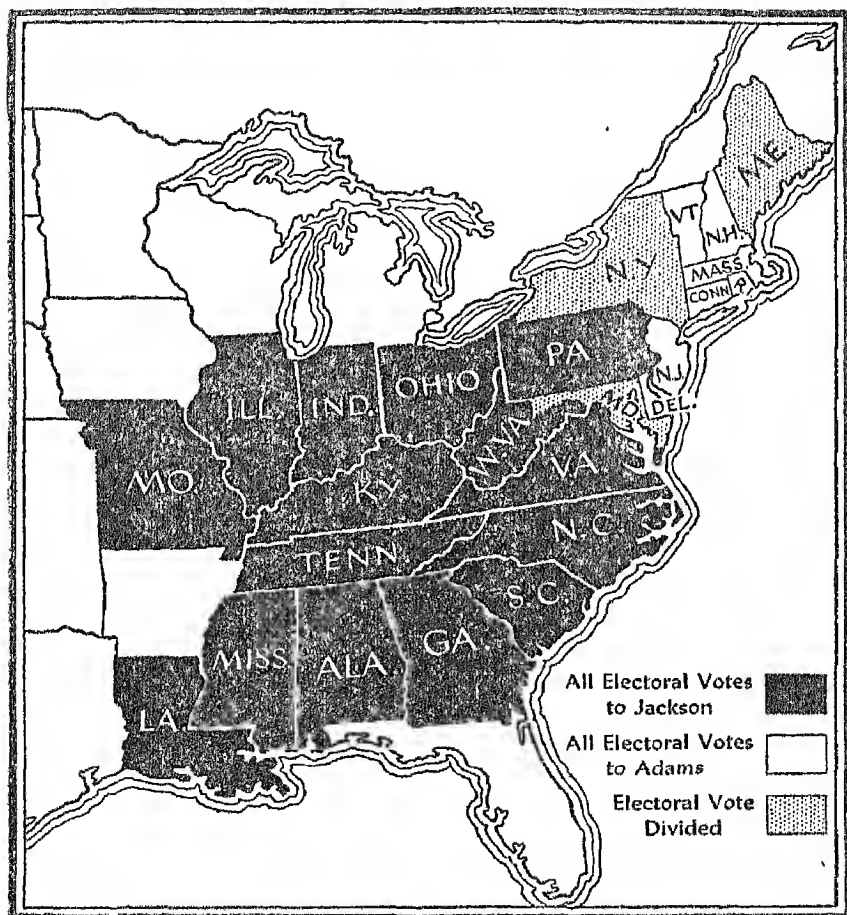 ME.
VT.
N.H.
N.Y.
MASS.
CONN.
R.
PA
N.J.
OHIO
ILL.
IND.
MD.
DEL.
W.VA.
MO.
KY.
VA.
N.C.
TENN.
S.C.
MISS.
ALA.
GA.
LA.
All Electoral Votes
to Jackson
All Electoral Votes
to Adams
Electoral Vote
Divided